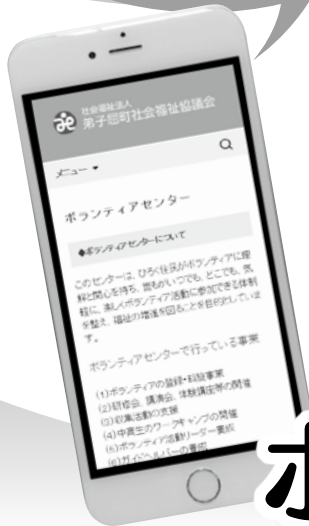 社会福祉法人
弟子屈町社会福祉協議会
メニュー
ボランティアセンター
◆ボランティアセンターについて
このセンターは、ひろく住民がボランティアに理
解と関心を持ち、誰もがいつでも、どこでも、気
軽に、楽しくボランティア活動に参加できる体制
を整え、福祉の増進を図ることを目的としていま
す。
ボランティアセンターで行っている事業
(1)ボランティアの登録・斡旋事業
(2)研修会、講演会、体験講座等の開催
(3)収集活動の支援
(4)中高生のワークキャンプの開催
(5)ボランティア活動リーダー養成
(6)ガイドヘルパーの養成